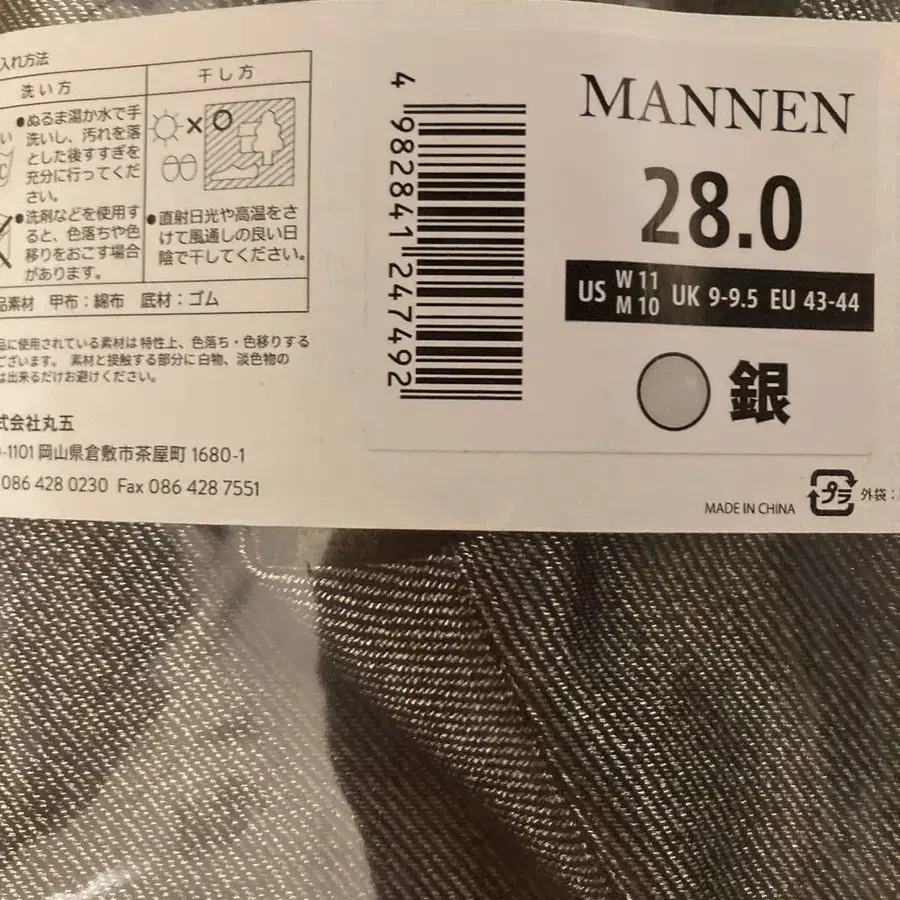 入れ方法
洗い方
干し方
●ぬるま湯か水で手
洗いし、汚れを落
とした後すすぎを
充分に行ってくだ
さい。
●洗剤などを使用す
ると、色落ちや色
移りをおこす場合
があります。
× ○
●直射日光や高温をさ
けて風通しの良い日
陰で干してください。
品素材 甲布:綿布 底材:ゴム
品に使用されている素材は特性上、色落ち・色移りする
ございます。 素材と接触する部分に白物、淡色物の
は出来るだけお避けください。
式会社丸五
-1101 岡山県倉敷市茶屋町 1680-1
086 428 0230 Fax 086 428 7551
4 982841 247492
MANNEN
28.0
US W 11 M 10 UK 9-9.5 EU 43-44
銀
MADE IN CHINA
プラ 外袋: